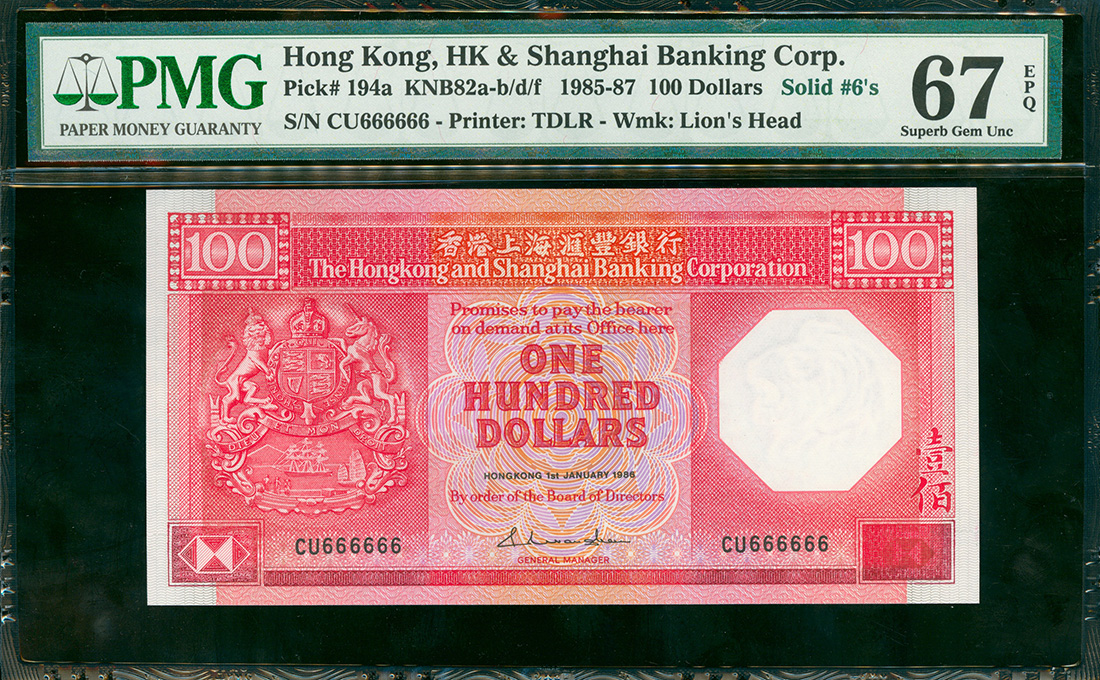 PMG
PAPER MONEY GUARANTY
Hong Kong, HK & Shanghai Banking Corp.
Pick# 194a KNB82a-b/d/f 1985-87 100 Dollars Solid #6's
S/N CU666666 - Printer: TDLR - Wmk: Lion's Head
67
EPQ
Superb Gem Unc
100
香港上海滙豐銀行
The Hongkong and Shanghai Banking Corporation
100
Promises to pay the bearer
on demand at its Office here
ONE
HUNDRED
DOLLARS
HONGKONG 1st JANUARY 1986
By order of the Board of Directors
壹佰
CU666666
GENERAL MANAGER
CU666666